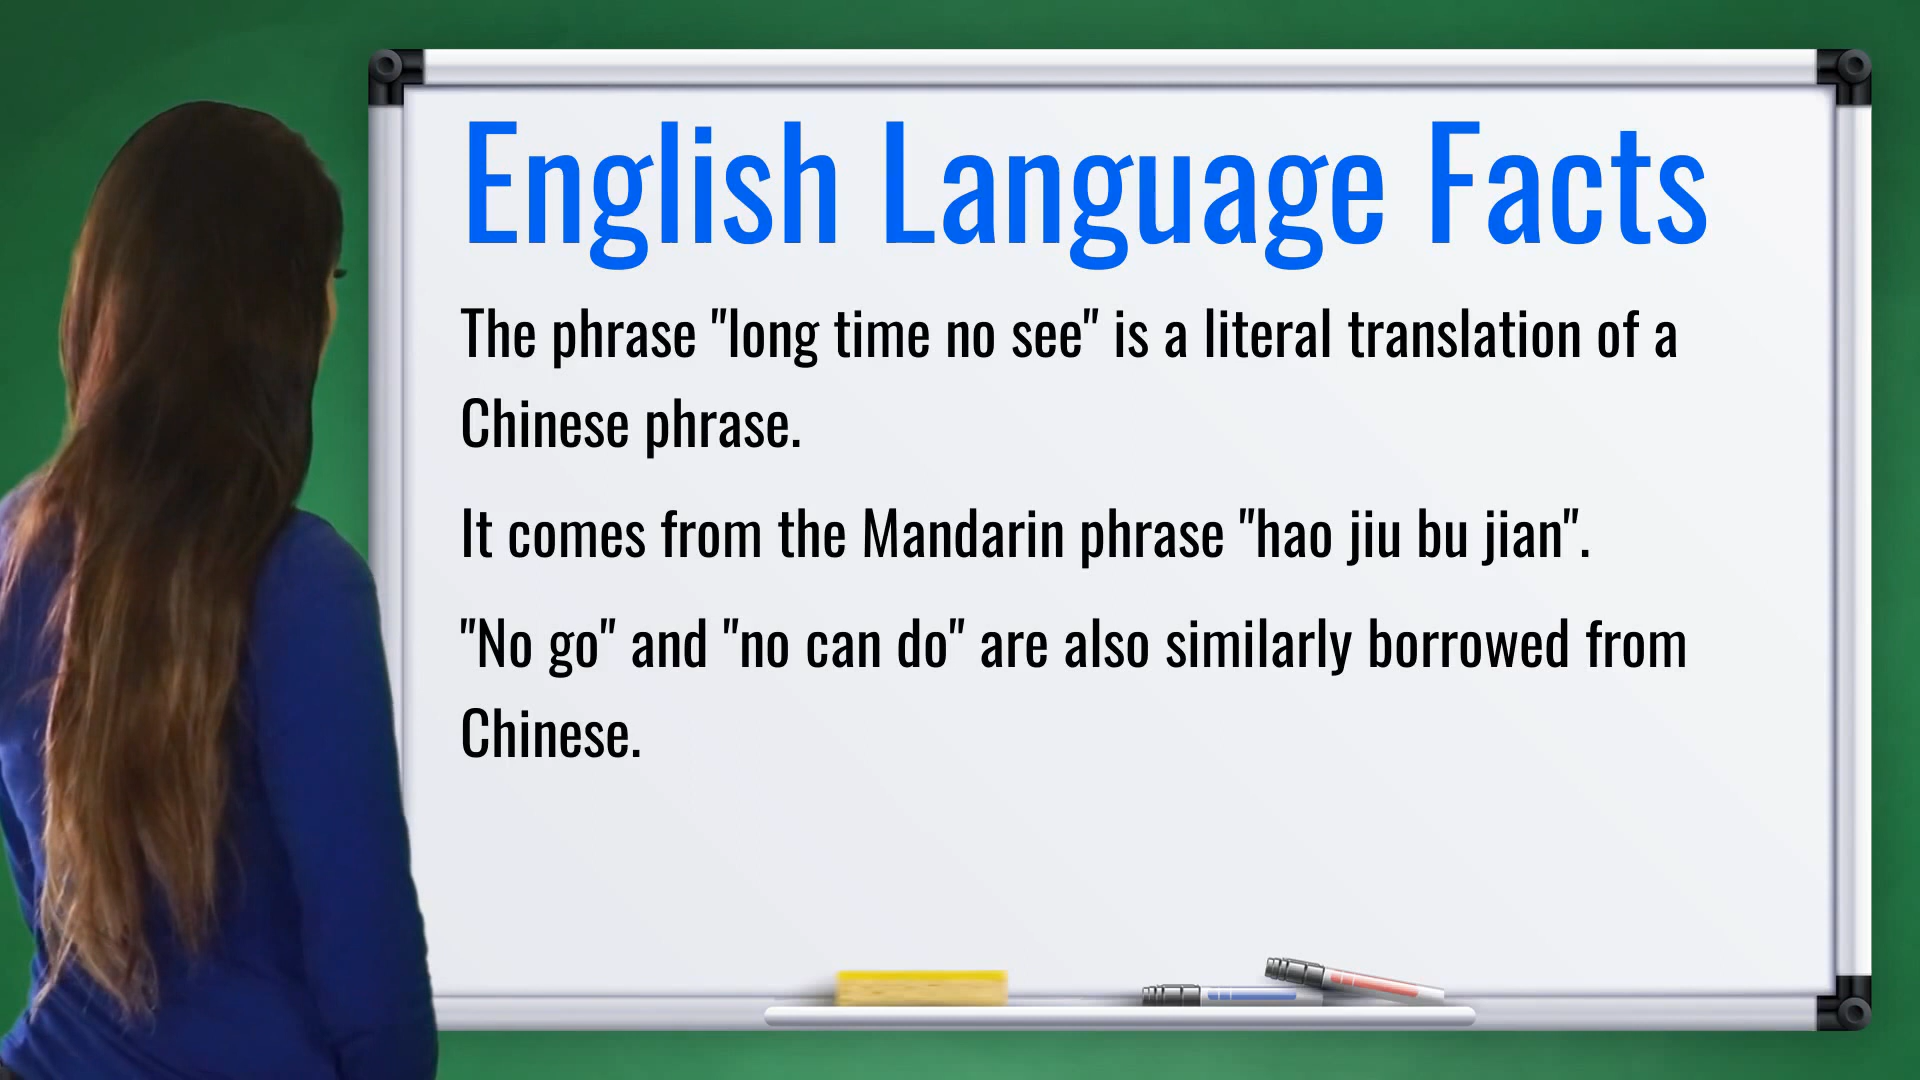 English Language Facts
The phrase "long time no see" is a literal translation of a
Chinese phrase.
It comes from the Mandarin phrase "hao jiu bu jian".
"No go" and "no can do" are also similarly borrowed from
Chinese.